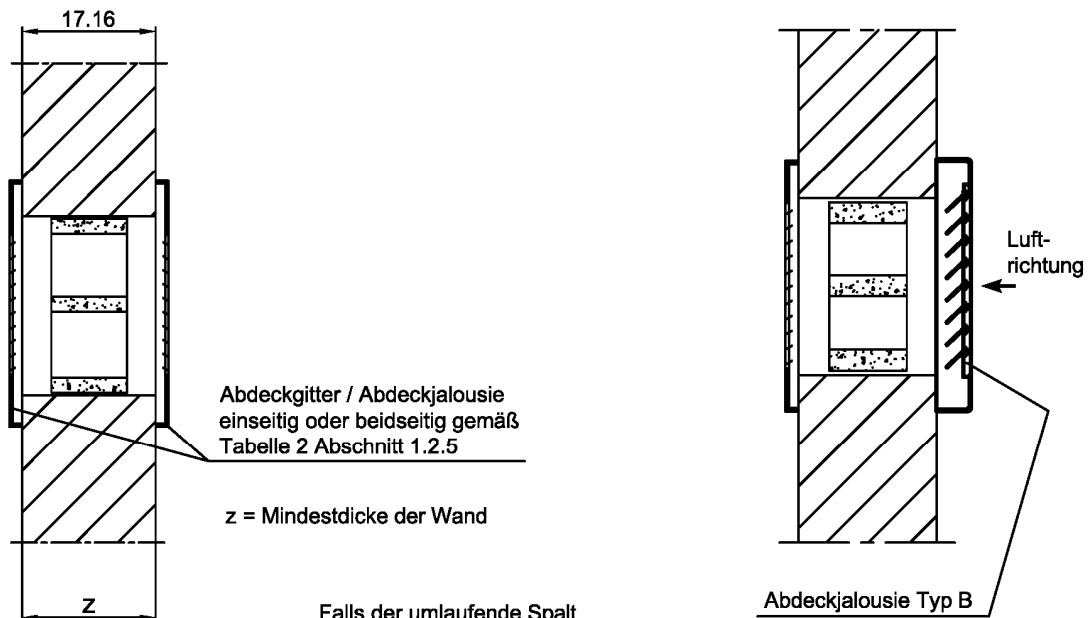 17.16
Luft-
richtung
Abdeckgitter / Abdeckjalousie
einseitig oder beidseitig gemäß
Tabelle 2 Abschnitt 1.2.5
z = Mindestdicke der Wand
z
Falls der umlaufende Spalt
Abdeckjalousie Typ B